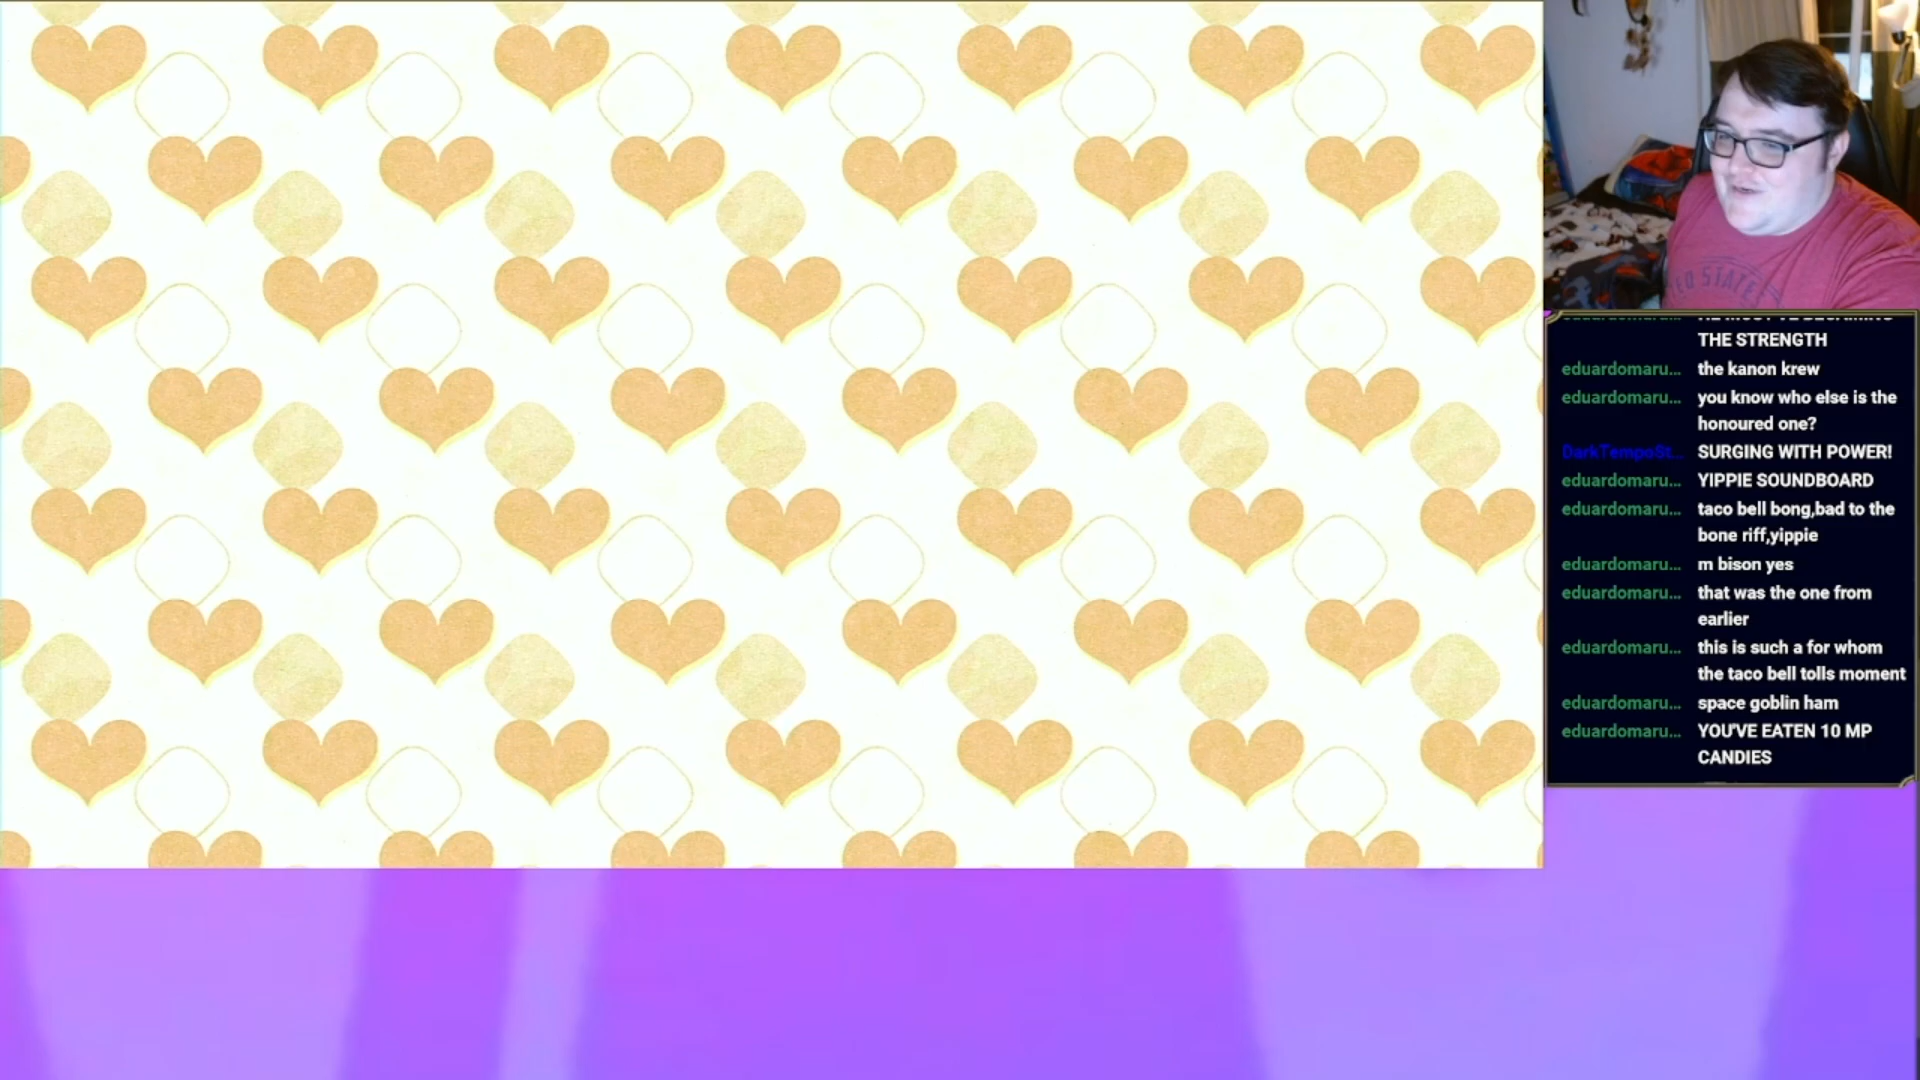 ED STATE
THE STRENGTH
eduardomaru... the kanon krew
eduardomaru... you know who else is the
honoured one?
DarkTempoSt... SURGING WITH POWER!
eduardomaru... YIPPIE SOUNDBOARD
eduardomaru... taco bell bong,bad to the
bone riff,yippie
eduardomaru... m bison yes
eduardomaru... that was the one from
earlier
eduardomaru... this is such a for whom
the taco bell tolls moment
eduardomaru... space goblin ham
eduardomaru... YOU'VE EATEN 10 MP
CANDIES